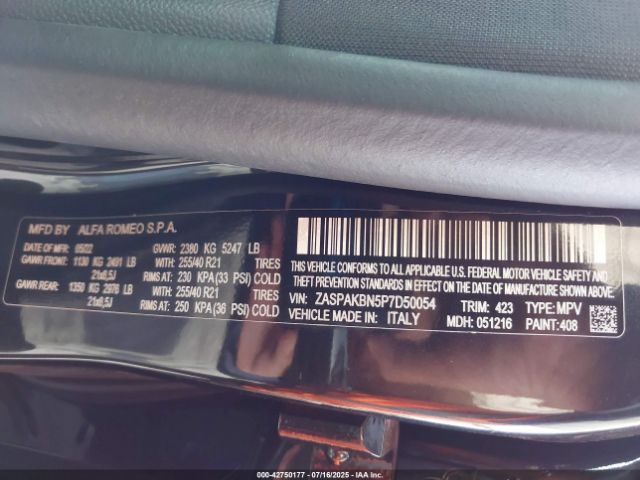 MFD BY ALFA ROMEO S.P.A.
DATE OF MFR: 05/22 GVWR: 2380 KG 5247 LB
GAWR FRONT: 1130 KG 2491 LB WITH: 255/40 R21 TIRES
21x8,5J RIMS AT: 230 KPA(33 PSI) COLD
GAWR REAR: 1350 KG 2976 LB WITH: 255/40 R21 TIRES
21x8,5J RIMS AT: 250 KPA(36 PSI) COLD
THIS VEHICLE CONFORMS TO ALL APPLICABLE U.S. FEDERAL MOTOR VEHICLE SAFETY
BUMPER AND THEFT PREVENTION STANDARDS IN EFFECT ON THE DATE OF MFR SHOWN ABOVE
VIN: ZASPAKBN5P7D50054 TRIM: 423 TYPE: MPV
VEHICLE MADE IN: ITALY MDH: 051216 PAINT: 408
000-42750177 - 07/16/2025 - IAA Inc.